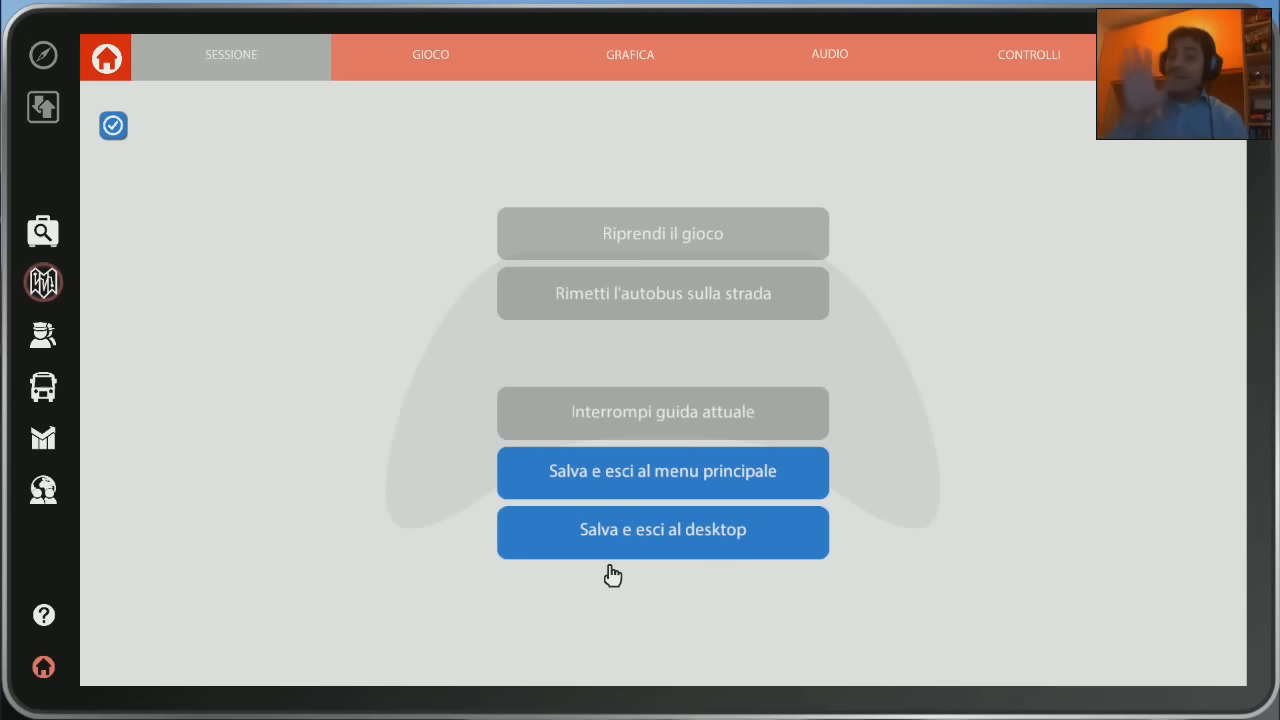 SESSIONE
GIOCO
GRAFICA
AUDIO
CONTROLLI
Riprendi il gioco
Rimetti l'autobus sulla strada
Interrompi guida attuale
Salva e esci al menu principale
Salva e esci al desktop
?